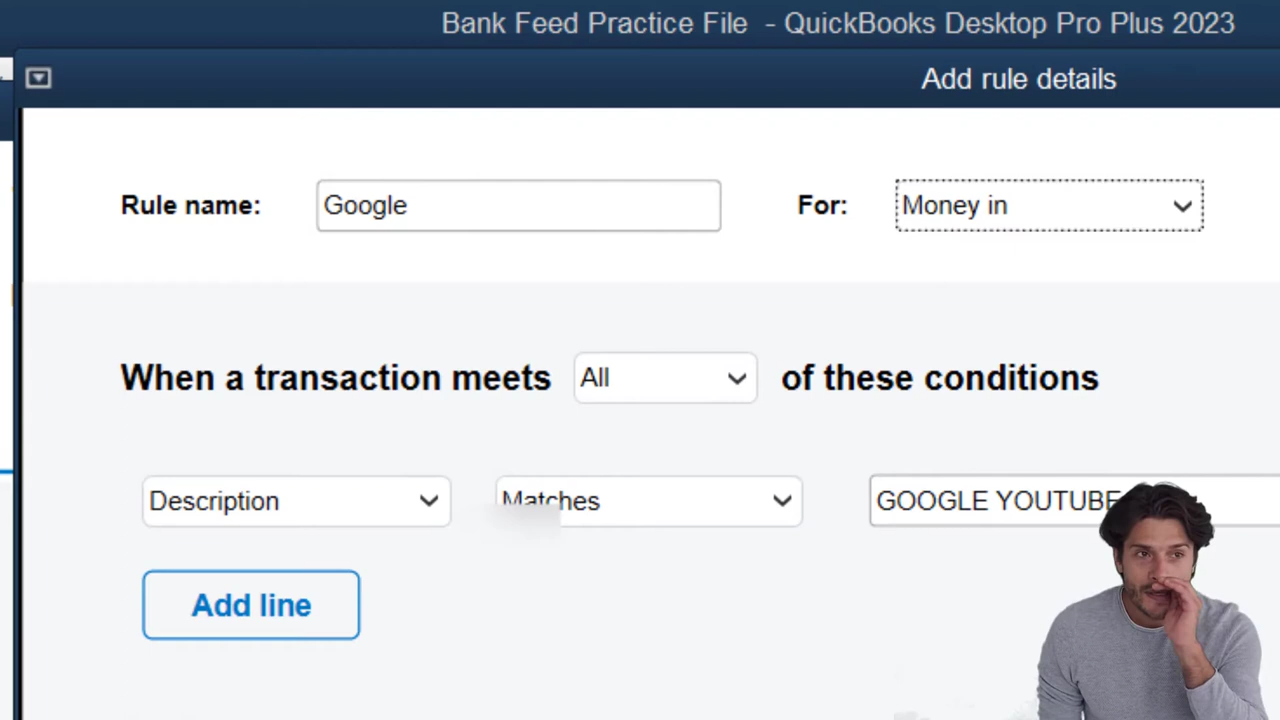 Bank Feed Practice File - QuickBooks Desktop Pro Plus 2023
Add rule details
Rule name: Google For: Money in
When a transaction meets All of these conditions
Description Matches GOOGLE YOUTUBE
Add line